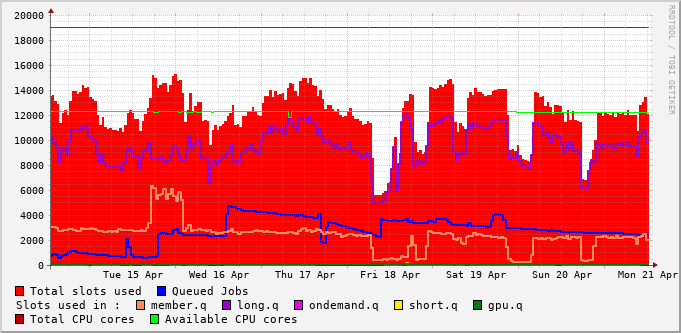 20000
18000
16000
14000
12000
10000
8000
6000
4000
2000
0
Tue 15 Apr Wed 16 Apr Thu 17 Apr Fri 18 Apr Sat 19 Apr Sun 20 Apr Mon 21 Apr
Total slots used Queued Jobs
Slots used in : member.q long.q ondemand.q short.q gpu.q
Total CPU cores Available CPU cores
RRDTOOL / TOBI OETIKER